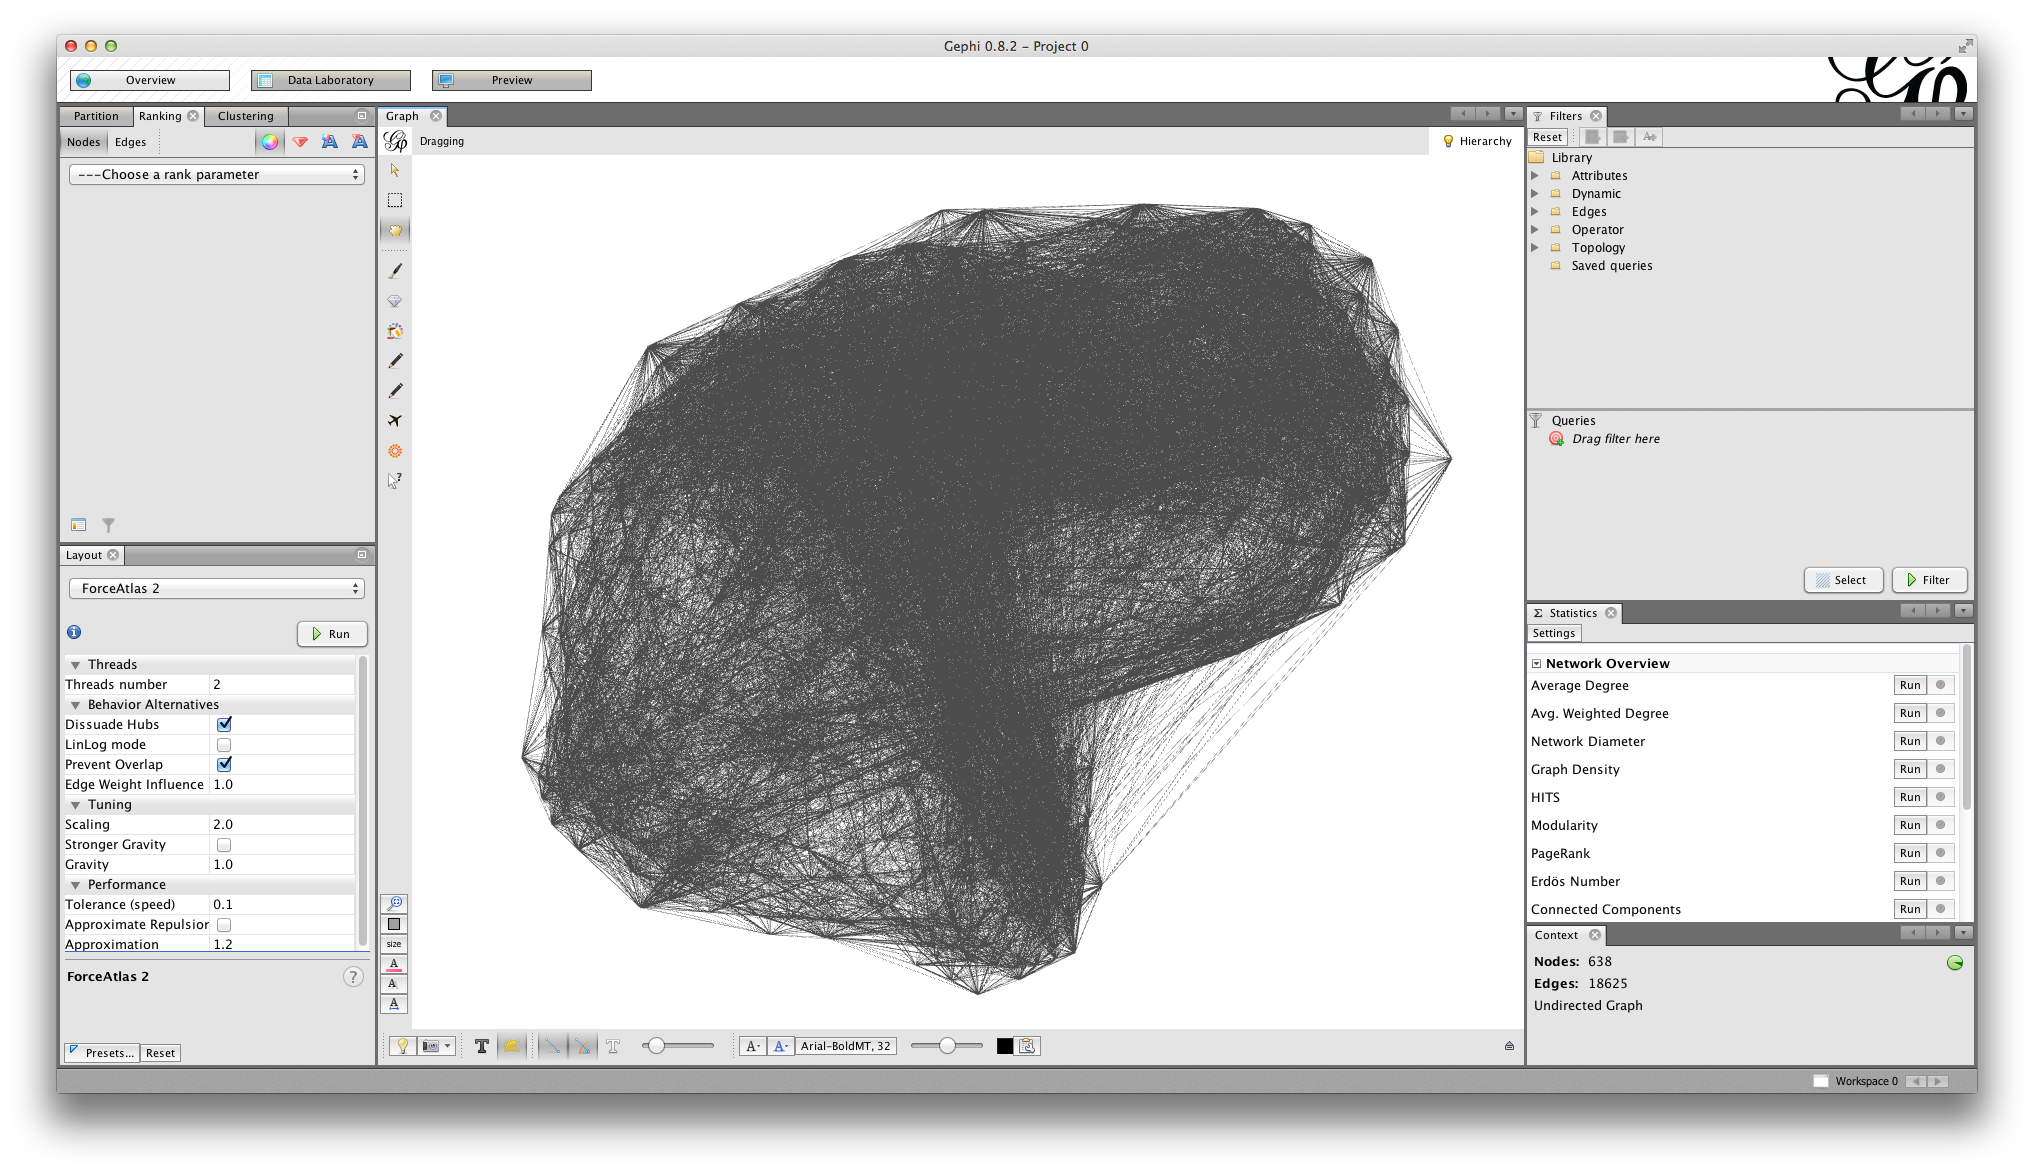 Gephi 0.8.2 - Project 0
Overview
Data Laboratory
Preview
Partition
Ranking
Clustering
Nodes
Edges
---Choose a rank parameter
Layout
ForceAtlas 2
Run
Threads
Threads number 2
Behavior Alternatives
Dissuade Hubs
LinLog mode
Prevent Overlap
Edge Weight Influence 1.0
Tuning
Scaling 2.0
Stronger Gravity
Gravity 1.0
Performance
Tolerance (speed) 0.1
Approximate Repulsior
Approximation 1.2
ForceAtlas 2
?
Presets...
Reset
Graph
Dragging
Hierarchy
size
A
A
A
T
T
A
A
Arial-BoldMT, 32
Filters
Reset
Library
Attributes
Dynamic
Edges
Operator
Topology
Saved queries
Queries
Drag filter here
Select
Filter
Σ Statistics
Settings
Network Overview
Average Degree Run
Avg. Weighted Degree Run
Network Diameter Run
Graph Density Run
HITS Run
Modularity Run
PageRank Run
Erdös Number Run
Connected Components Run
Context
Nodes: 638
Edges: 18625
Undirected Graph
Workspace 0